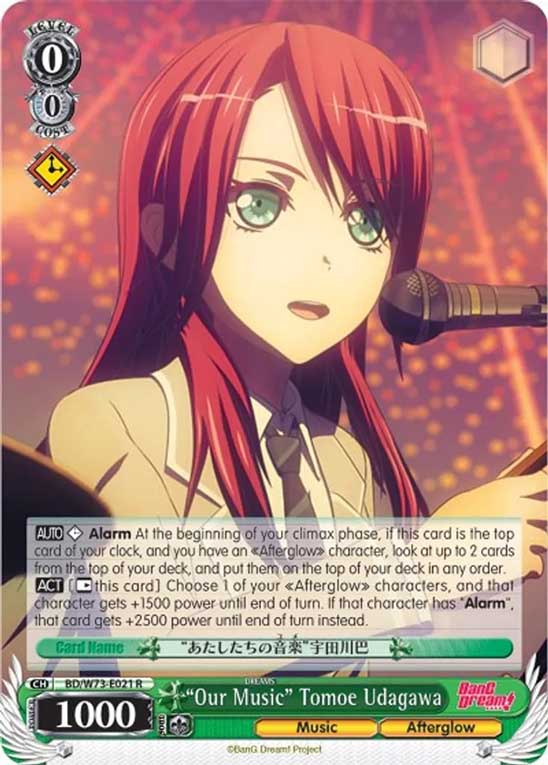 LEVEL
0
0
COST
AUTO Alarm At the beginning of your climax phase, if this card is the top
card of your clock, and you have an «Afterglow» character, look at up to 2 cards
from the top of your deck, and put them on the top of your deck in any order.
ACT [this card] Choose 1 of your «Afterglow» characters, and that
character gets +1500 power until end of turn. If that character has "Alarm",
that card gets +2500 power until end of turn instead.
Card Name "あたしたちの音楽"宇田川巴
CH BD/W73-E021 R
DREAMS
"Our Music" Tomoe Udagawa
BanG Dream!
POWER 1000 SOUL
Music Afterglow
©BanG Dream! Project